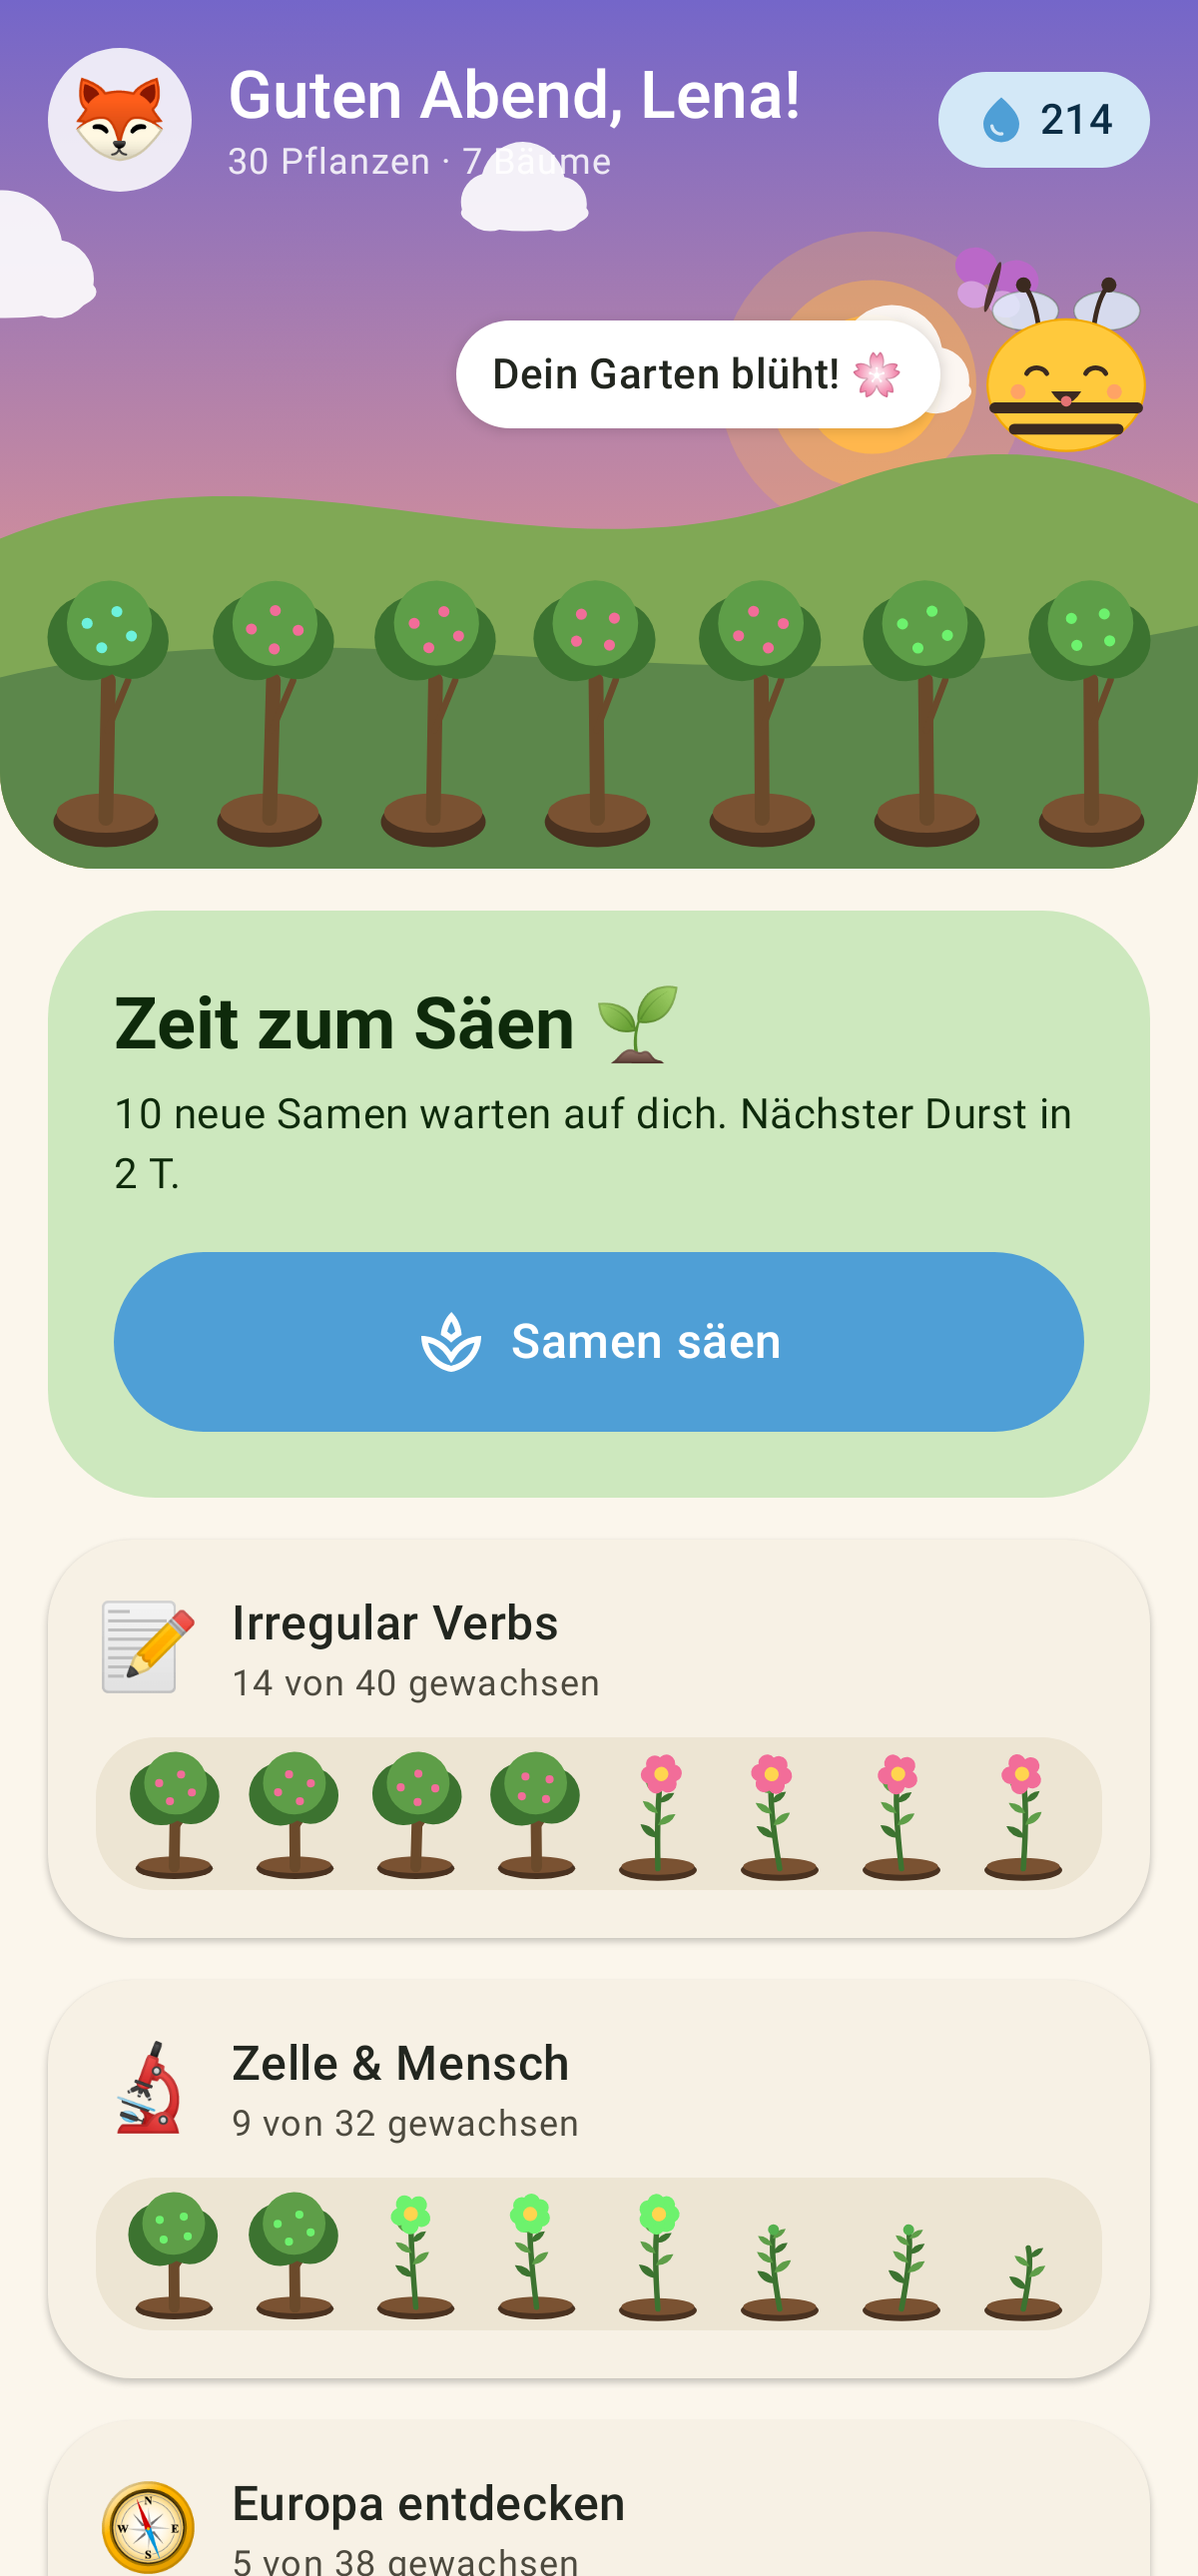 Guten Abend, Lena!
30 Pflanzen · 7 Bäume
214
Dein Garten blüht! 🌸
Zeit zum Säen 🌱
10 neue Samen warten auf dich. Nächster Durst in
2 T.
Samen säen
Irregular Verbs
14 von 40 gewachsen
Zelle & Mensch
9 von 32 gewachsen
N
W E
S
Europa entdecken
5 von 38 gewachsen